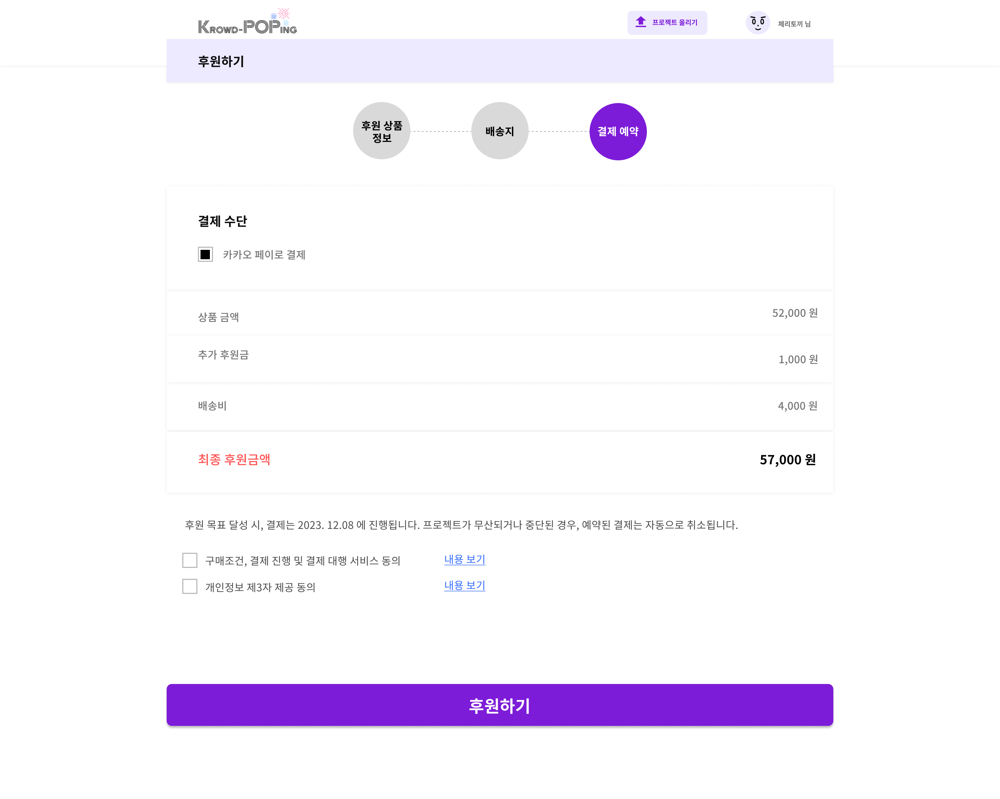 KROWD-POPING
프로젝트 올리기
체리토끼 님
후원하기
후원 상품
정보
배송지
결제 예약
결제 수단
카카오 페이로 결제
상품 금액
52,000 원
추가 후원금
1,000 원
배송비
4,000 원
최종 후원금액
57,000 원
후원 목표 달성 시, 결제는 2023. 12.08 에 진행됩니다. 프로젝트가 무산되거나 중단된 경우, 예약된 결제는 자동으로 취소됩니다.
구매조건, 결제 진행 및 결제 대행 서비스 동의
내용 보기
개인정보 제3자 제공 동의
내용 보기
후원하기